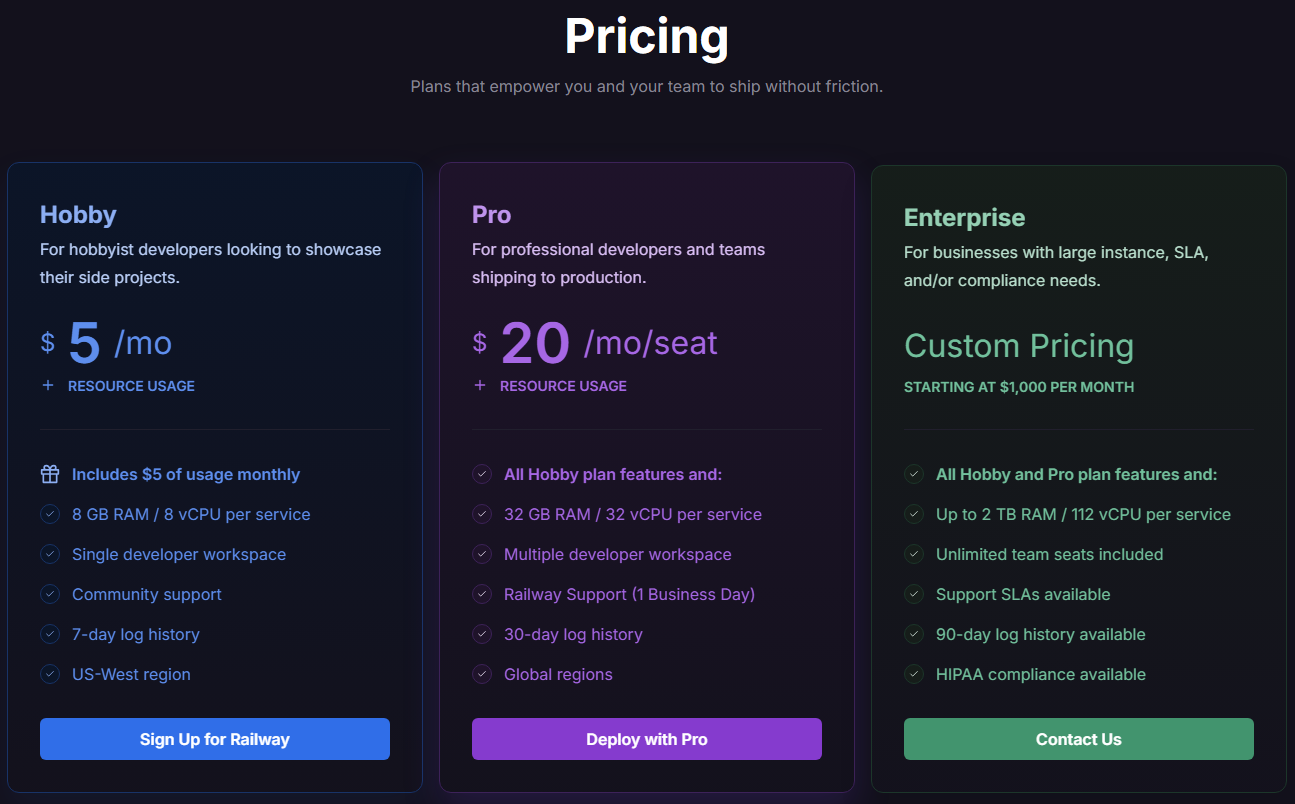 Pricing
Plans that empower you and your team to ship without friction.
Hobby
For hobbyist developers looking to showcase
their side projects.
$ 5 /mo
+ RESOURCE USAGE
Includes $5 of usage monthly
8 GB RAM / 8 vCPU per service
Single developer workspace
Community support
7-day log history
US-West region
Sign Up for Railway
Pro
For professional developers and teams
shipping to production.
$ 20 /mo/seat
+ RESOURCE USAGE
All Hobby plan features and:
32 GB RAM / 32 vCPU per service
Multiple developer workspace
Railway Support (1 Business Day)
30-day log history
Global regions
Deploy with Pro
Enterprise
For businesses with large instance, SLA,
and/or compliance needs.
Custom Pricing
STARTING AT $1,000 PER MONTH
All Hobby and Pro plan features and:
Up to 2 TB RAM / 112 vCPU per service
Unlimited team seats included
Support SLAs available
90-day log history available
HIPAA compliance available
Contact Us